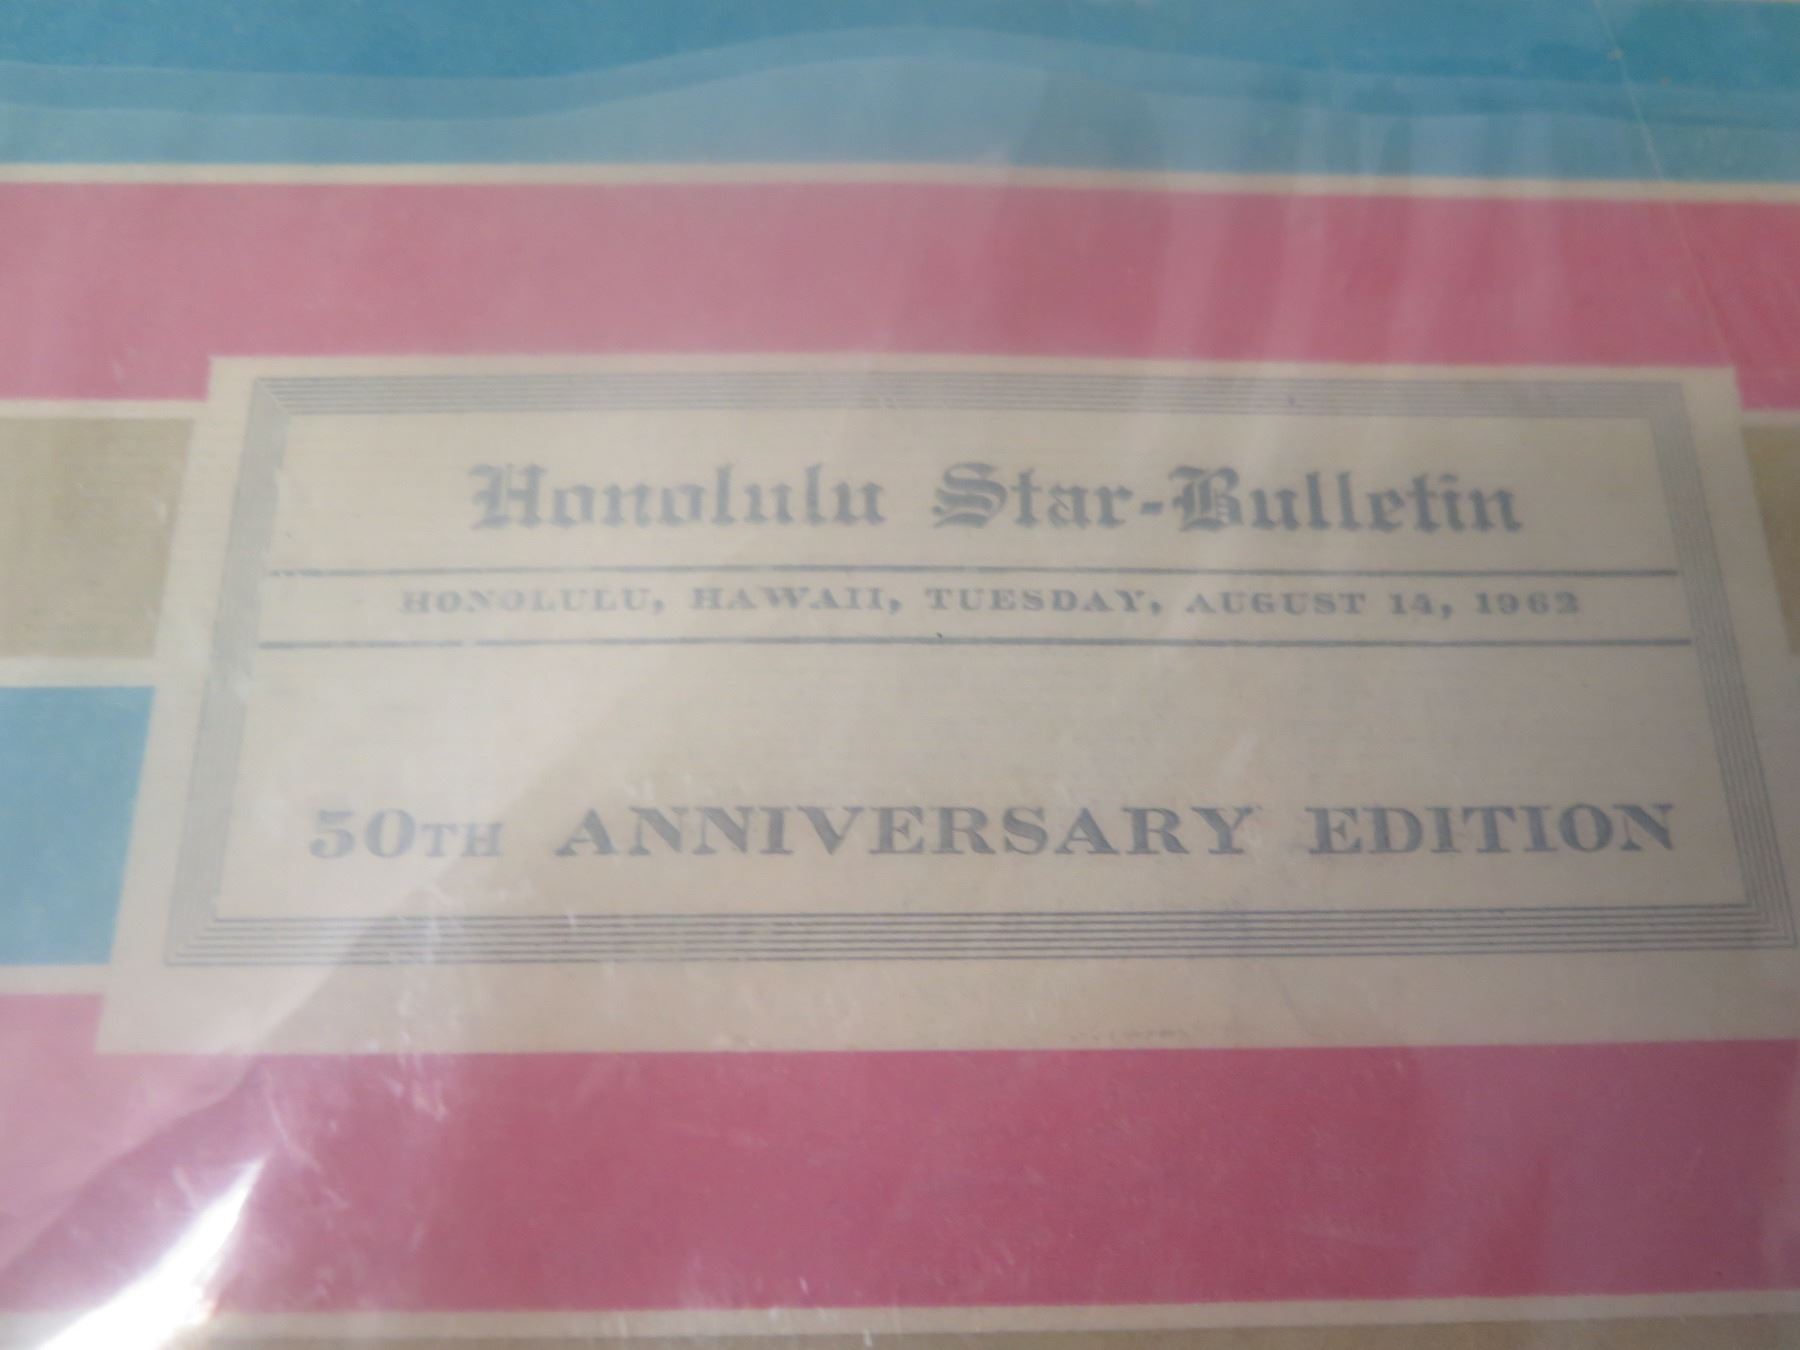 Honolulu Star-Bulletin
HONOLULU, HAWAII, TUESDAY, AUGUST 14, 1962
50TH ANNIVERSARY EDITION